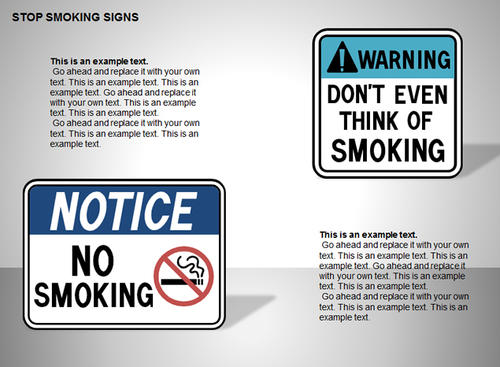 STOP SMOKING SIGNS
This is an example text.
Go ahead and replace it with your own
text. This is an example text. This is an
example text. Go ahead and replace it
with your own text. This is an example
text. This is an example text.
Go ahead and replace it with your own
text. This is an example text. This is an
example text.
WARNING
DON'T EVEN
THINK OF
SMOKING
NOTICE
NO
SMOKING
This is an example text.
Go ahead and replace it with your own
text. This is an example text. This is an
example text. Go ahead and replace it
with your own text. This is an example
text. This is an example text.
Go ahead and replace it with your own
text. This is an example text. This is an
example text.